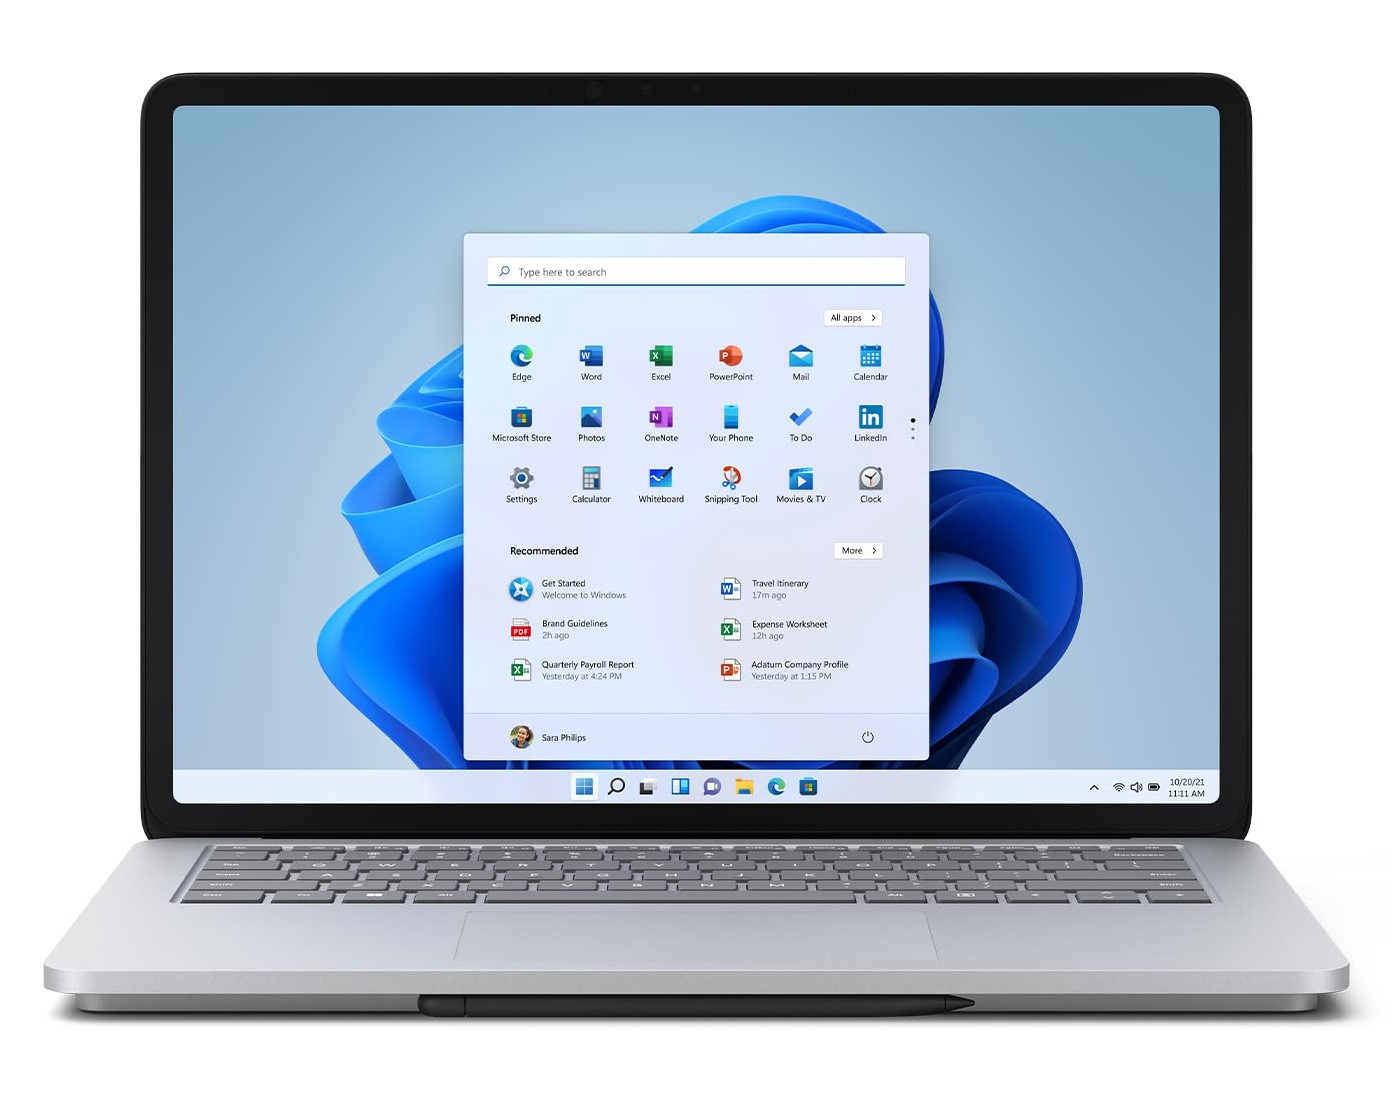 Type here to search
Pinned
All apps
Edge
Word
Excel
PowerPoint
Mail
Calendar
Microsoft Store
Photos
OneNote
Your Phone
To Do
LinkedIn
Settings
Calculator
Whiteboard
Snipping Tool
Movies & TV
Clock
Recommended
More
Get Started
Welcome to Windows
Travel Itinerary
17m ago
Brand Guidelines
2h ago
Expense Worksheet
12h ago
Quarterly Payroll Report
Yesterday at 4:24 PM
Adatum Company Profile
Yesterday at 1:15 PM
Sara Philips
10/20/21
11:11 AM